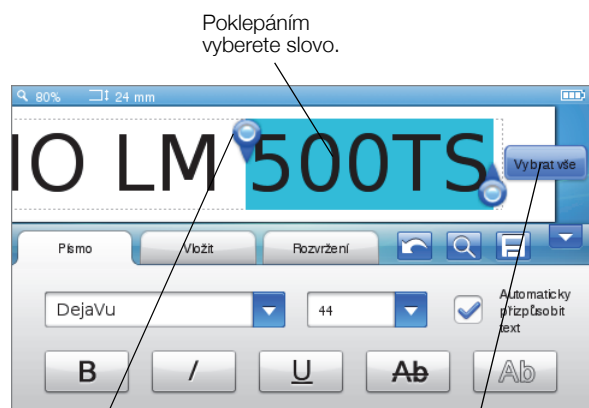 Poklepáním
vyberete slovo.
80% 24 mm
IO LM 500TS
Vybrat vše
Písmo Vložit Rozvržení
DejaVu 44 Automaticky
přizpůsobit
text
B I U Ab Ab